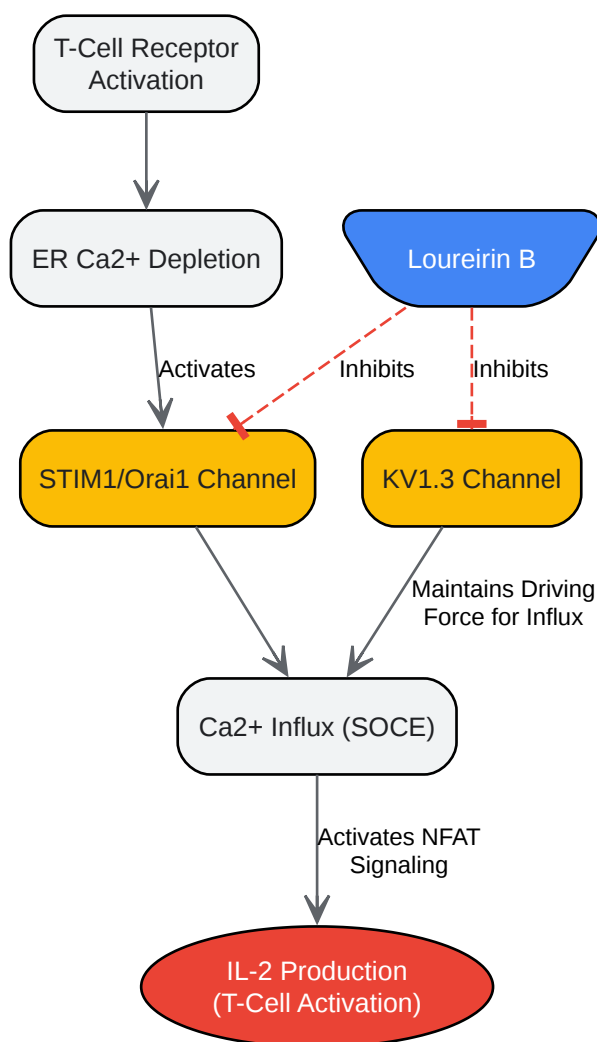 T-Cell Receptor
Activation
ER Ca2+ Depletion
Loureirin B
Activates
Inhibits
Inhibits
STIM1/Orai1 Channel
KV1.3 Channel
Maintains Driving
Force for Influx
Ca2+ Influx (SOCE)
Activates NFAT
Signaling
IL-2 Production
(T-Cell Activation)